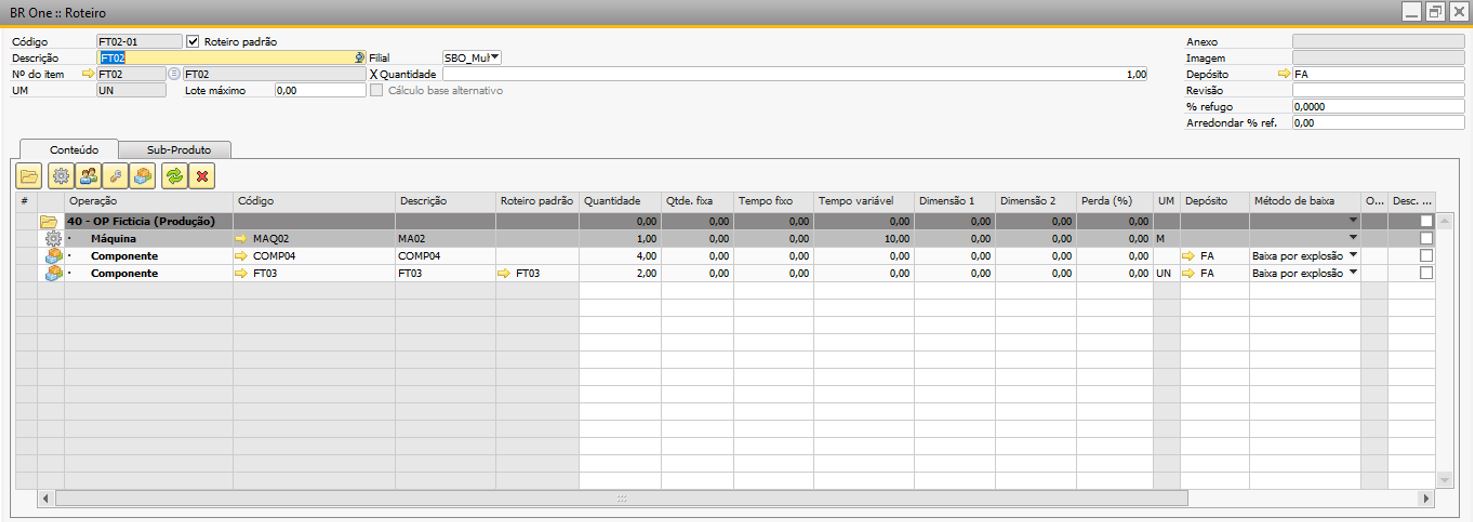 BR One :: Roteiro
Código FT02-01 Roteiro padrão
Descrição FT02 Filial SBO_Mul
Nº do item FT02 FT02 X Quantidade 1,00
UM UN Lote máximo 0,00 Cálculo base alternativo
Anexo
Imagem
Depósito FA
Revisão
% refugo 0,0000
Arredondar % ref. 0,00
Conteúdo Sub-Produto
# Operação Código Descrição Roteiro padrão Quantidade Qtde. fixa Tempo fixo Tempo variável Dimensão 1 Dimensão 2 Perda (%) UM Depósito Método de baixa O... Desc. ...
40 - OP Ficticia (Produção) 0,00 0,00 0,00 0,00 0,00 0,00 0,00
Máquina MAQ02 MA02 1,00 0,00 0,00 10,00 0,00 0,00 0,00 M
Componente COMP04 COMP04 4,00 0,00 0,00 0,00 0,00 0,00 0,00 FA Baixa por explosão
Componente FT03 FT03 FT03 2,00 0,00 0,00 0,00 0,00 0,00 0,00 UN FA Baixa por explosão